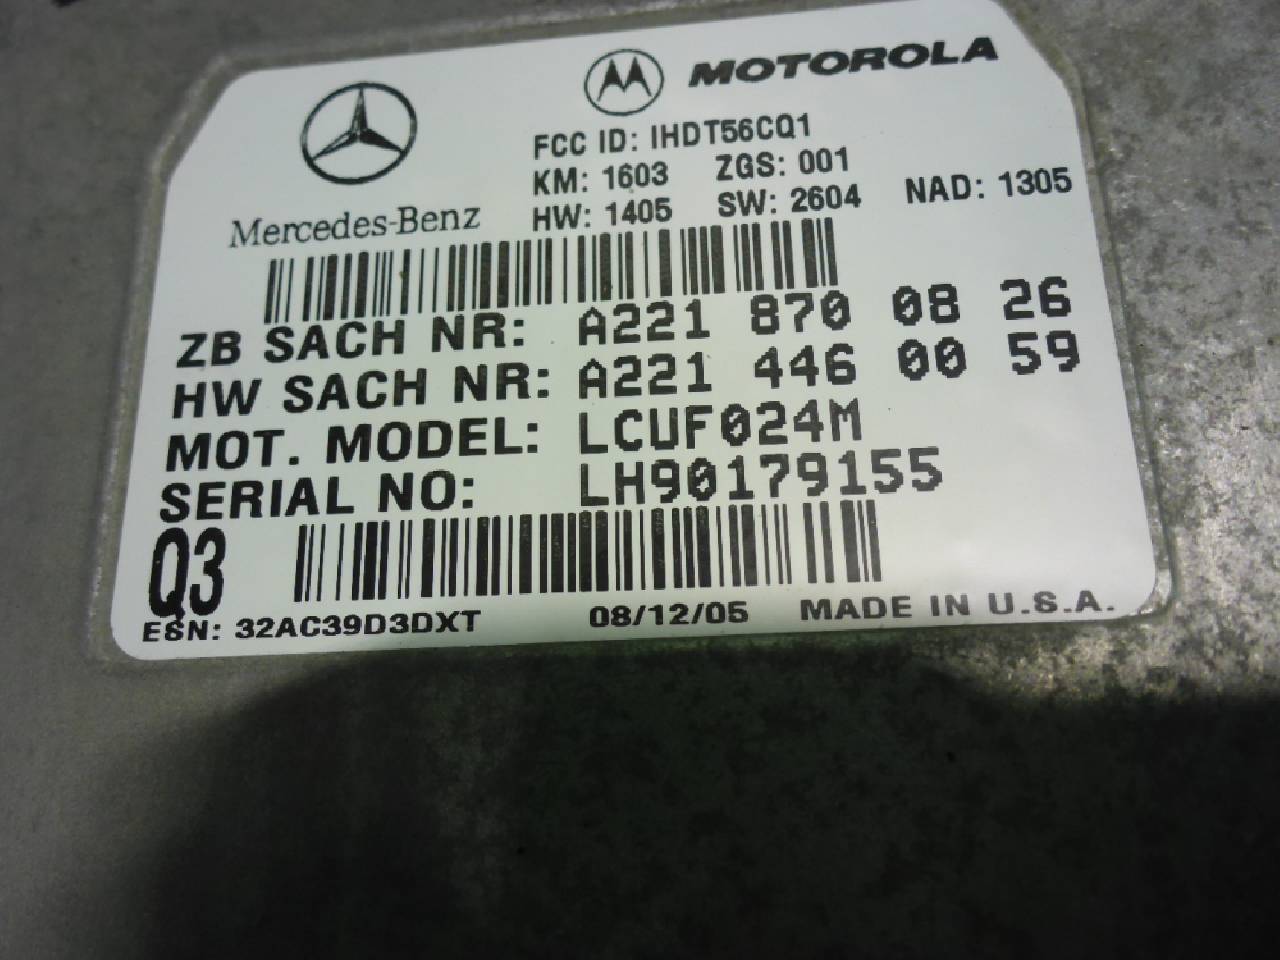 MOTOROLA
FCC ID: IHDT56CQ1
KM: 1603 ZGS: 001
HW: 1405 SW: 2604 NAD: 1305
Mercedes-Benz
ZB SACH NR: A221 870 08 26
HW SACH NR: A221 446 00 59
MOT. MODEL: LCUF024M
SERIAL NO: LH90179155
Q3
ESN: 32AC39D3DXT 08/12/05 MADE IN U.S.A.